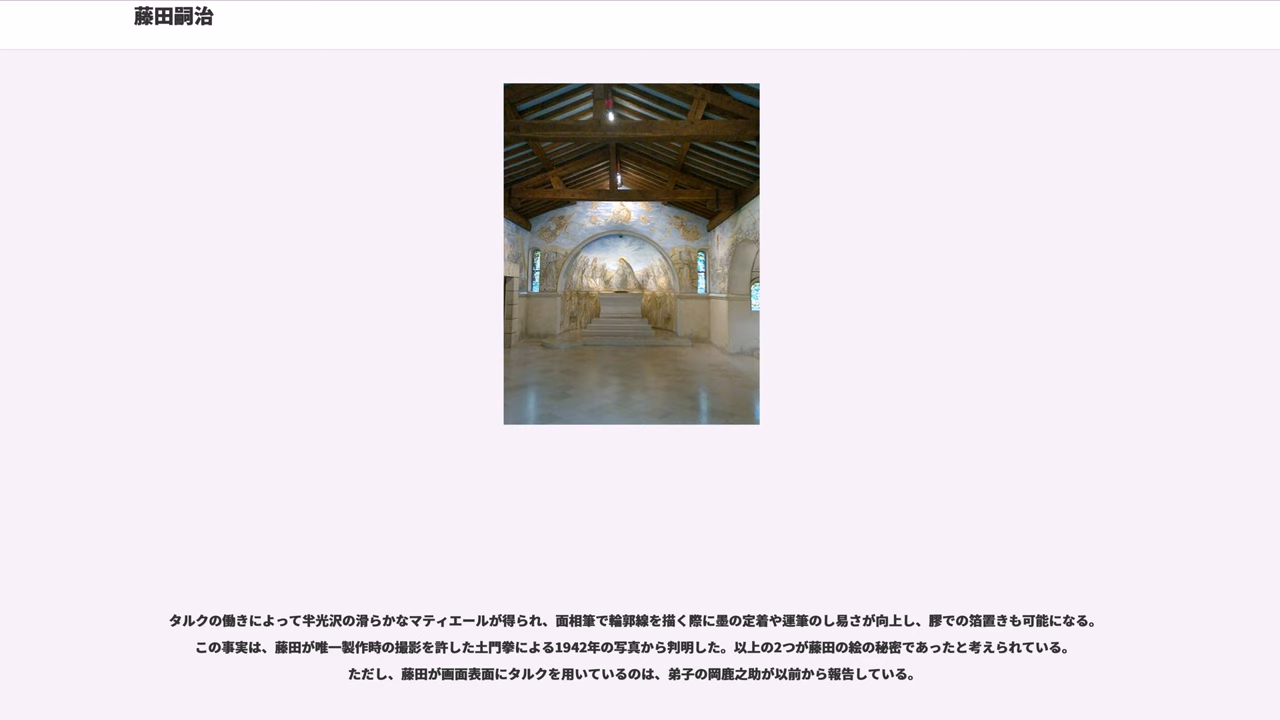 藤田嗣治
タルクの働きによって半光沢の滑らかなマティエールが得られ、面相筆で輪郭線を描く際に墨の定着や運筆のし易さが向上し、膠での箔置きも可能になる。
この事実は、藤田が唯一製作時の撮影を許した土門拳による1942年の写真から判明した。以上の2つが藤田の絵の秘密であったと考えられている。
ただし、藤田が画面表面にタルクを用いているのは、弟子の岡鹿之助が以前から報告している。